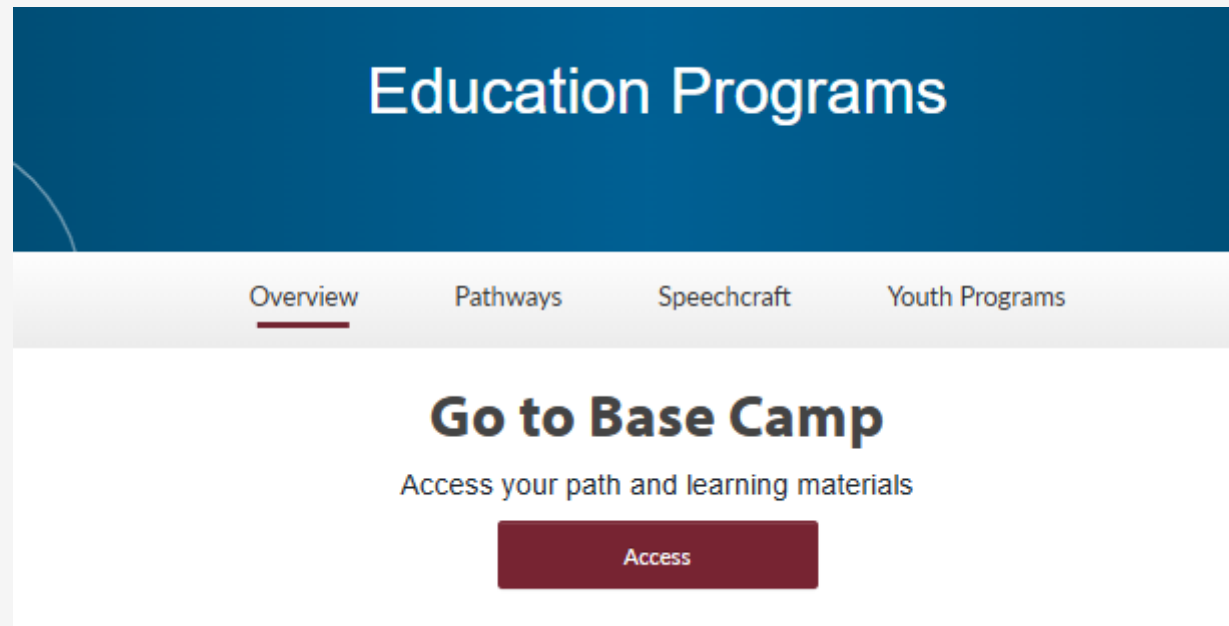 Education Programs
Overview Pathways Speechcraft Youth Programs
Go to Base Camp
Access your path and learning materials
Access